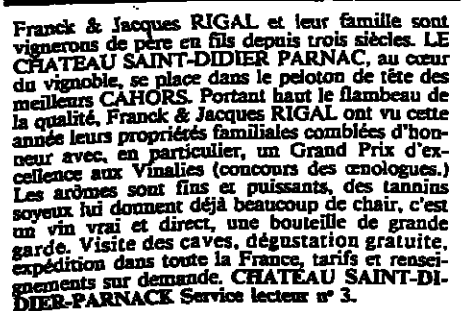 Franck & Jacques RIGAL et leur famille sont
vignerons de père en fils depuis trois siècles. LE
CHATEAU SAINT-DIDIER PARNAC, au cœur
du vignoble, se place dans le peloton de tête des
meilleurs CAHORS. Portant haut le flambeau de
la qualité, Franck & Jacques RIGAL ont vu cette
année leurs propriétés familiales comblées d'hon-
neur avec, en particulier, un Grand Prix d'ex-
cellence aux Vinalies (concours des œnologues.)
Les arômes sont fins et puissants, des tannins
soyeux lui donnent déjà beaucoup de chair, c'est
un vin vrai et direct, une bouteille de grande
garde. Visite des caves, dégustation gratuite,
expédition dans toute la France, tarifs et rensei-
gnements sur demande. CHATEAU SAINT-DI-
DIER-PARNACK Service lecteur n° 3.